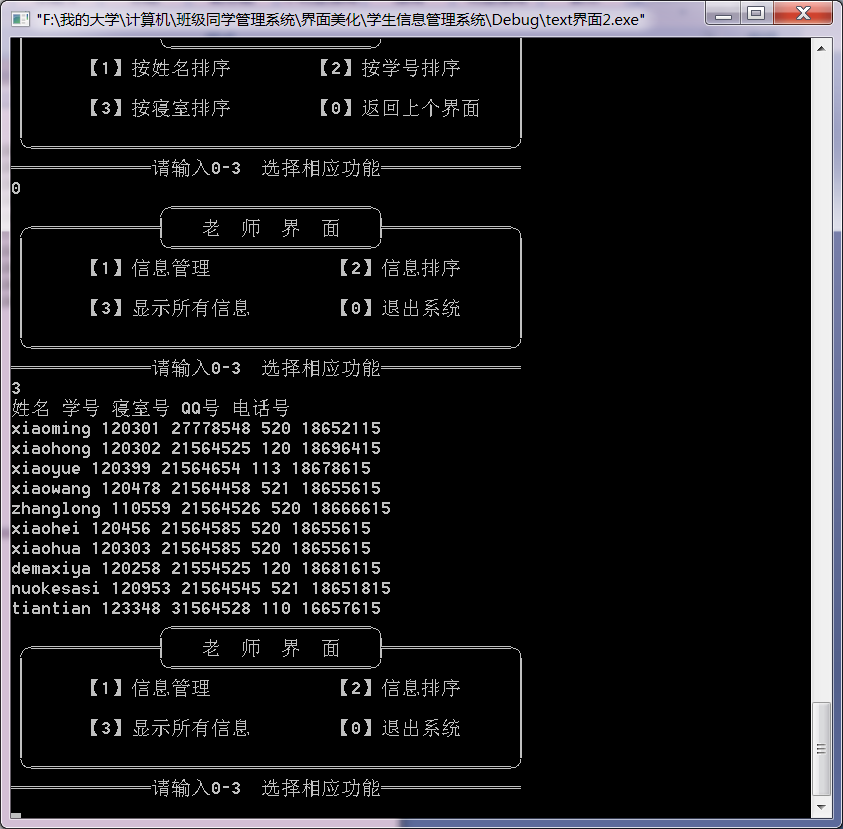 "F:\我的大学\计算机\班级同学管理系统\界面美化\学生信息管理系统\Debug\text界面2.exe"
【1】按姓名排序 【2】按学号排序
【3】按寝室排序 【0】返回上个界面
请输入0-3 选择相应功能
0
老 师 界 面
【1】信息管理 【2】信息排序
【3】显示所有信息 【0】退出系统
请输入0-3 选择相应功能
3
姓名 学号 寝室号 QQ号 电话号
xiaoming 120301 27778548 520 18652115
xiaohong 120302 21564525 120 18696415
xiaoyue 120399 21564654 113 18678615
xiaowang 120478 21564458 521 18655615
zhanglong 110559 21564526 520 18666615
xiaohei 120456 21564585 520 18655615
xiaohua 120303 21564585 520 18655615
demaxiya 120258 21554525 120 18681615
nuokesasi 120953 21564545 521 18651815
tiantian 123348 31564528 110 16657615
老 师 界 面
【1】信息管理 【2】信息排序
【3】显示所有信息 【0】退出系统
请输入0-3 选择相应功能